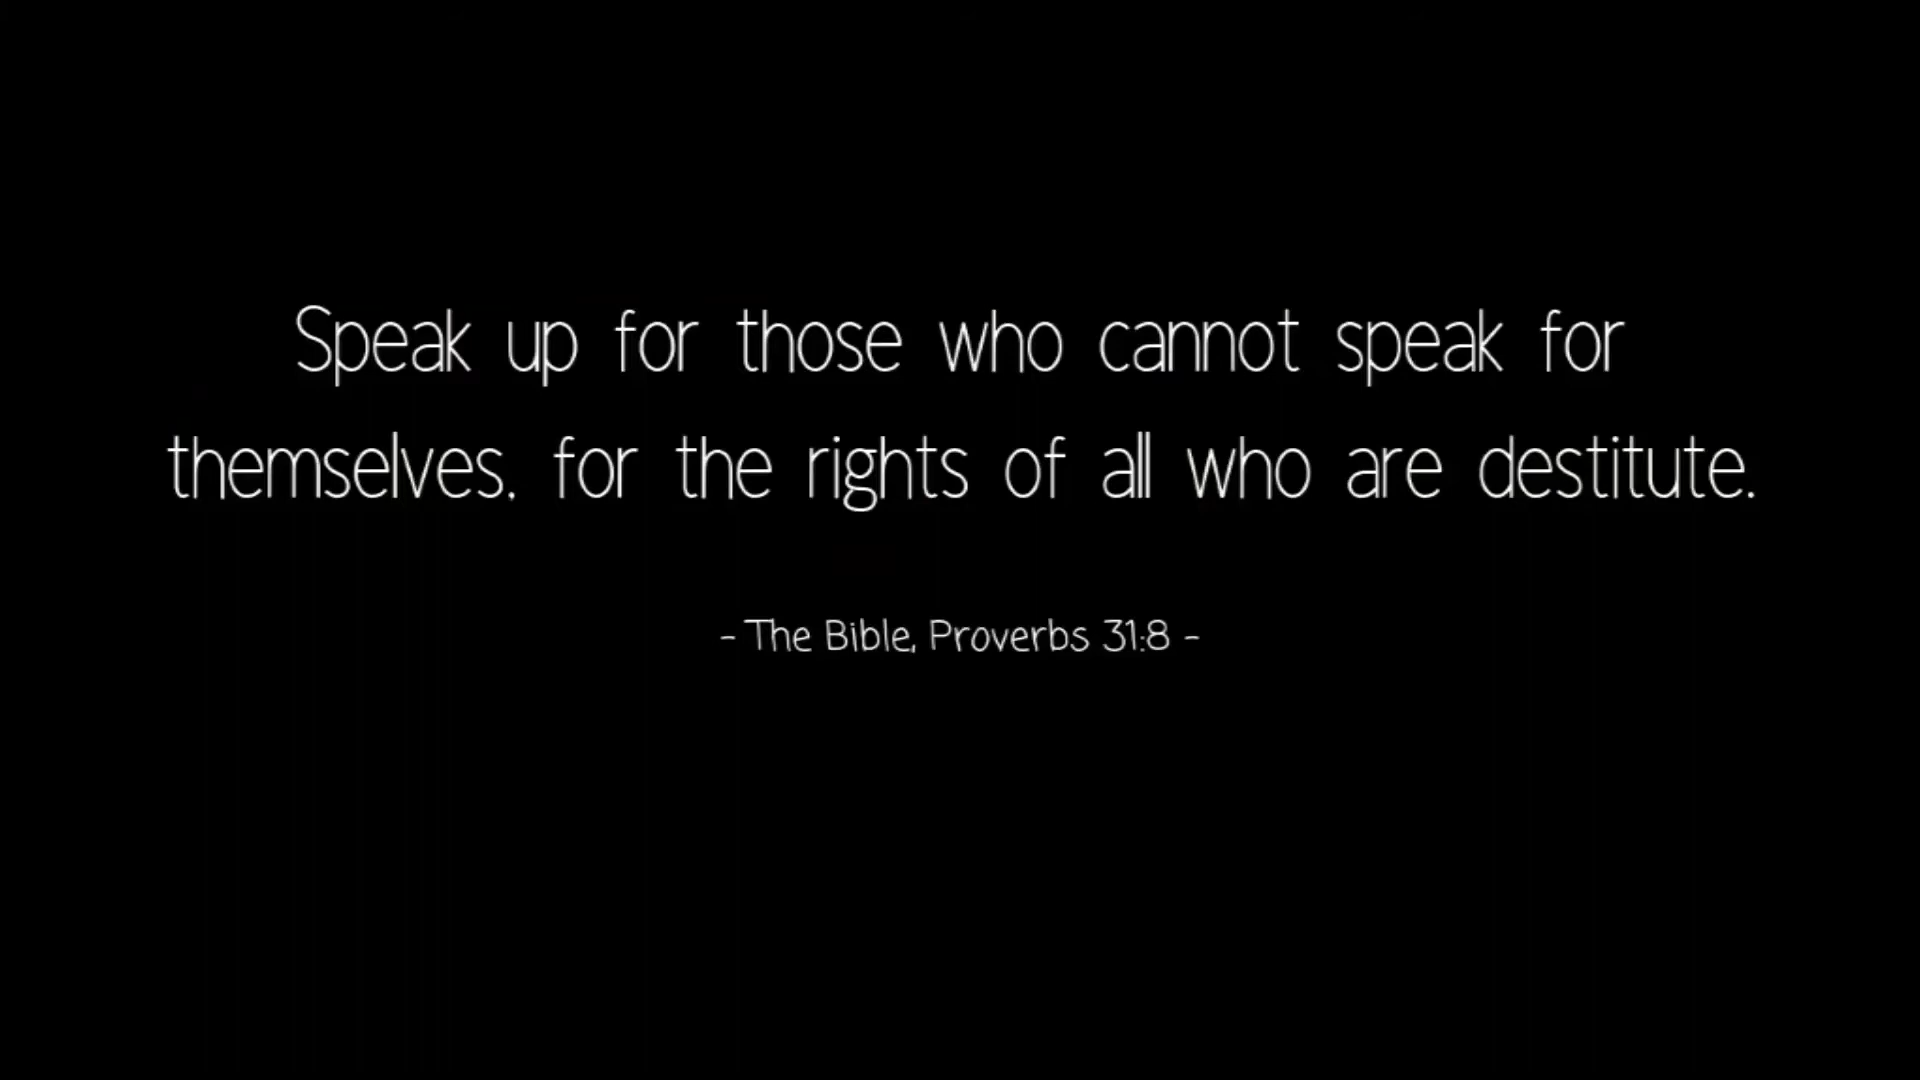 Speak up for those who cannot speak for
themselves, for the rights of all who are destitute.
- The Bible, Proverbs 31:8 -